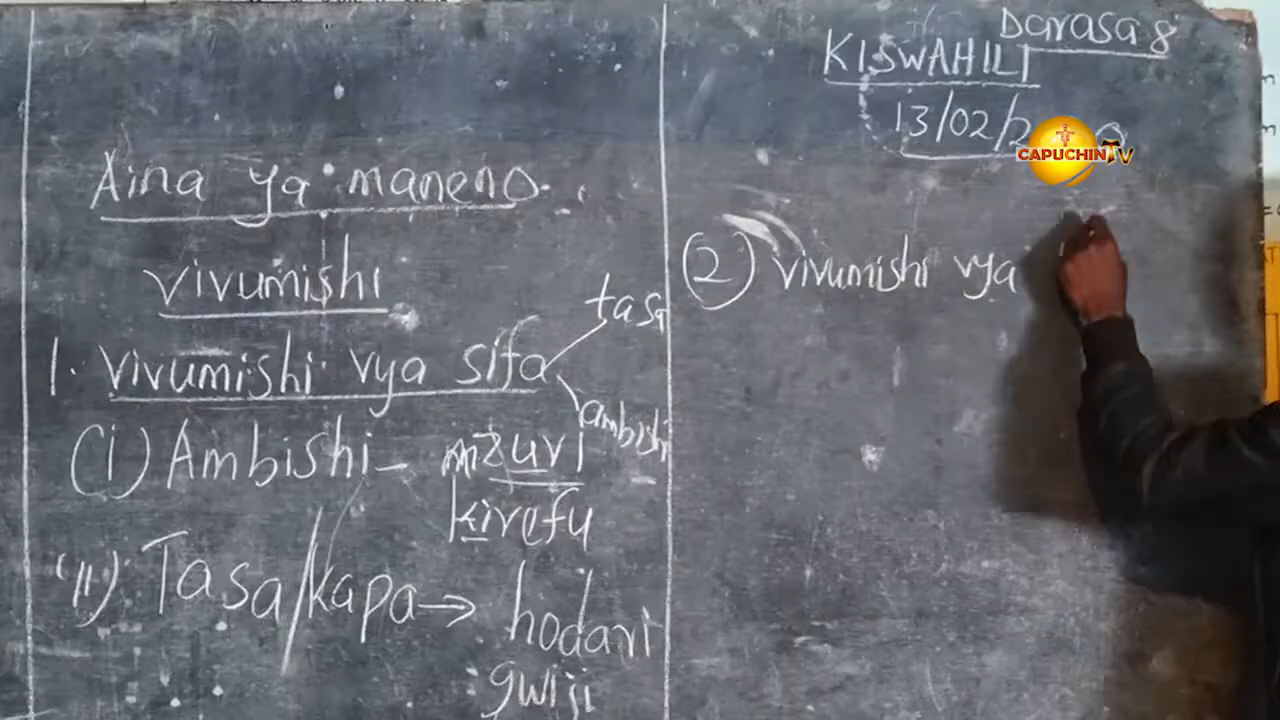 Aina ya maneno
vivumishi
1. vivumishi vya sifa
tasa
ambishi
(i) Ambishi - mzuri
kirefu
(ii) Tasa/kapa → hodari
gwiji
Darasa 8
KISWAHILI
13/02/2
CAPUCHIN TV
(2) vivumishi vya